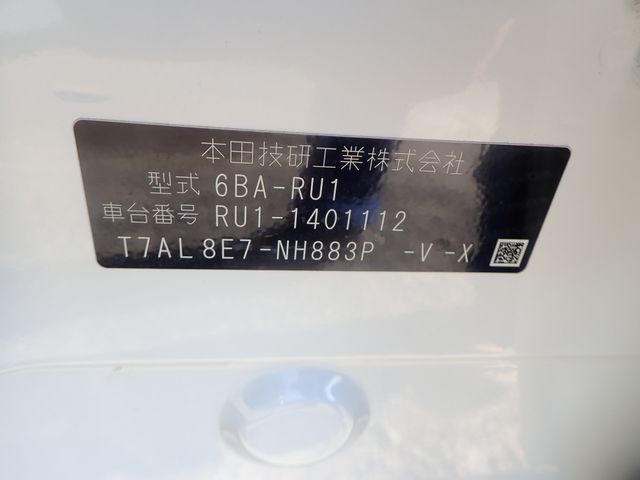 本田技研工業株式会社
型式 6BA-RU1
車台番号 RU1-1401112
T7AL8E7-NH883P -V-X